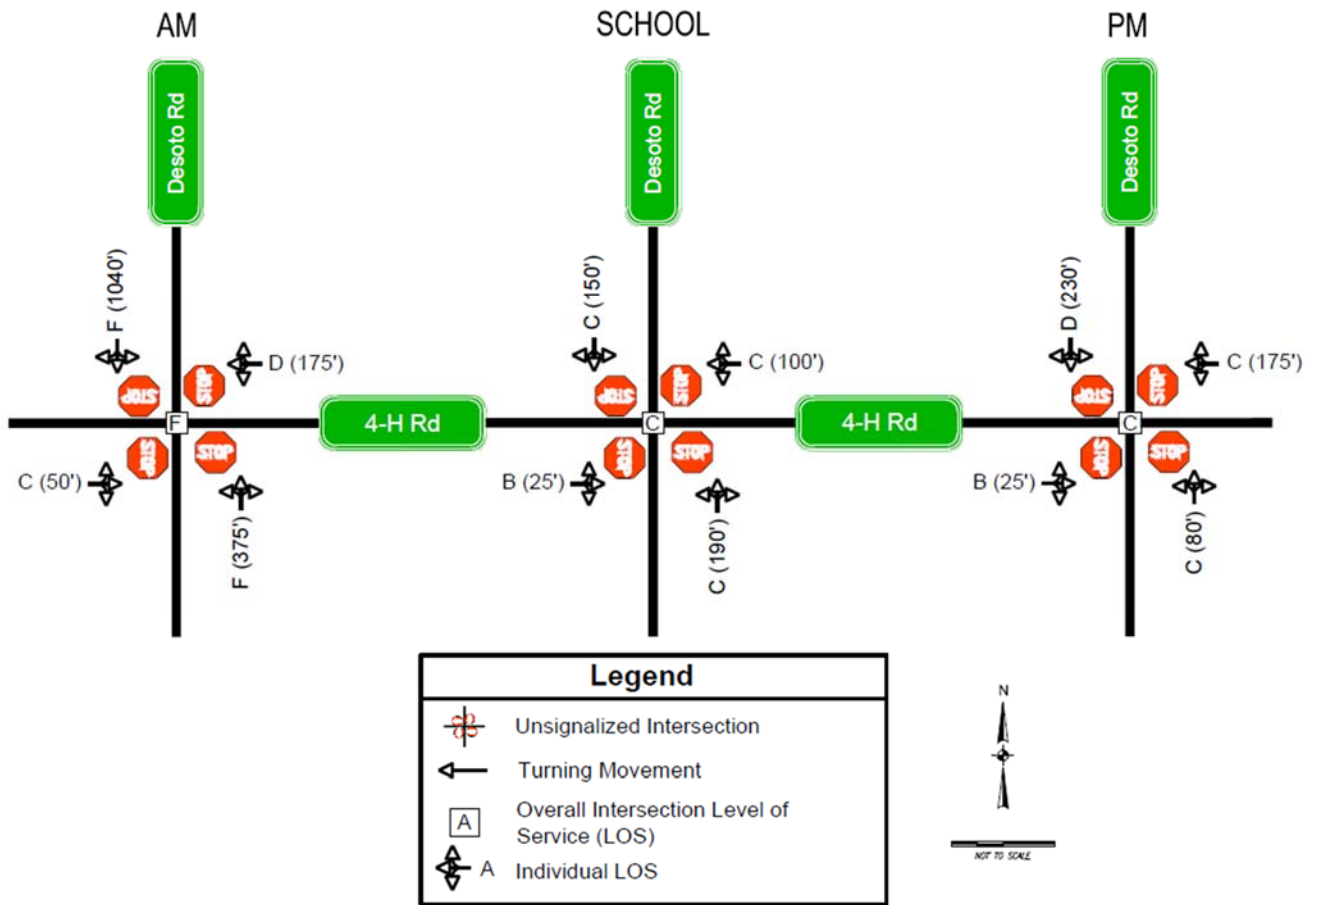 AM
SCHOOL
PM
Desoto Rd
Desoto Rd
Desoto Rd
F (1040')
D (175')
C (150')
C (100')
D (230')
C (175')
STOP
STOP
STOP
STOP
STOP
STOP
F
4-H Rd
C
4-H Rd
C
STOP
STOP
STOP
STOP
STOP
STOP
C (50')
F (375')
B (25')
C (190')
B (25')
C (80')
Legend
Unsignalized Intersection
Turning Movement
A
Overall Intersection Level of
Service (LOS)
A
Individual LOS
N
NOT TO SCALE